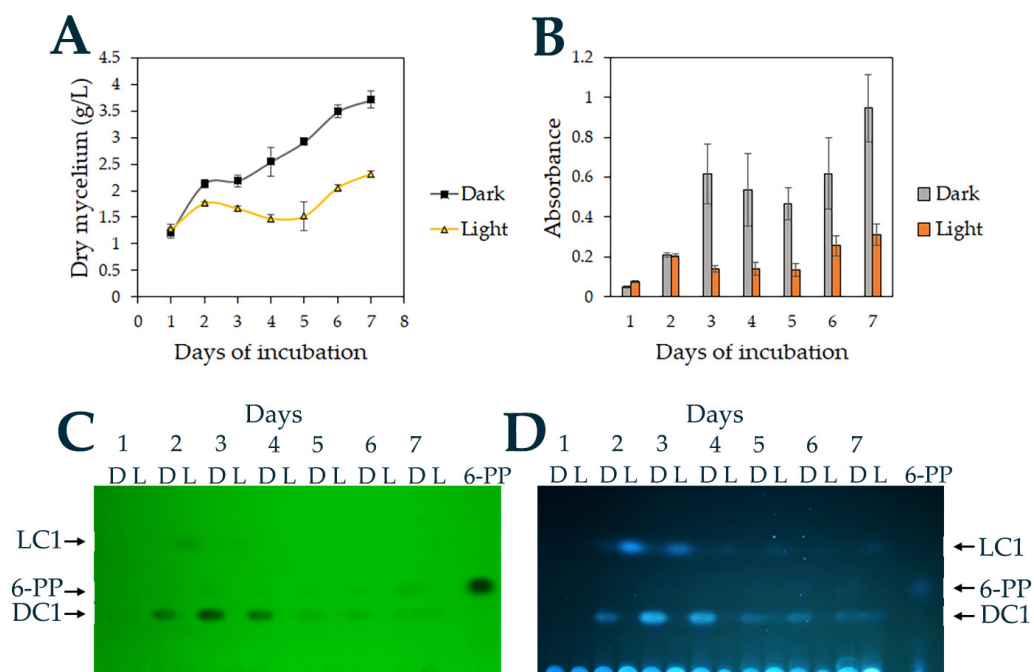 A
Dry mycelium (g/L)
4.5
4
3.5
3
2.5
2
1.5
1
0.5
0
0 1 2 3 4 5 6 7 8
Days of incubation
Dark
Light
B
Absorbance
1.2
1
0.8
0.6
0.4
0.2
0
1 2 3 4 5 6 7
Days of incubation
Dark
Light
C
Days
1 2 3 4 5 6 7
D L D L D L D L D L D L D L 6-PP
LC1
6-PP
DC1
D
Days
1 2 3 4 5 6 7
D L D L D L D L D L D L D L 6-PP
LC1
6-PP
DC1